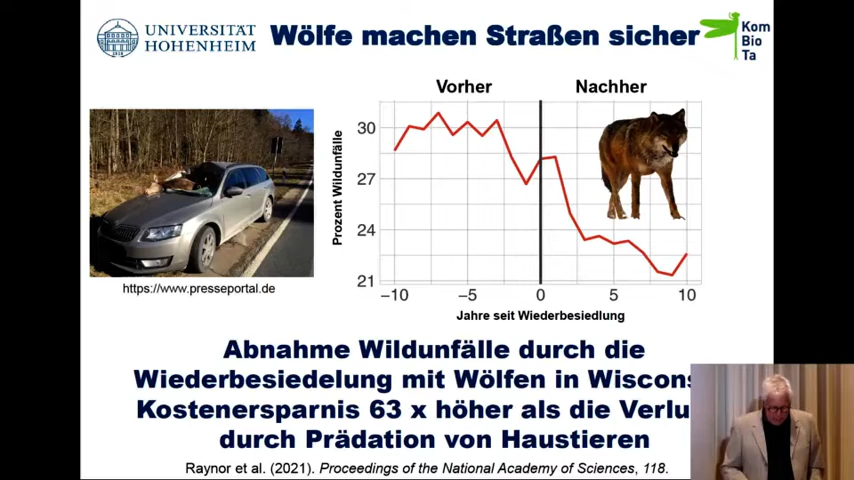 UNIVERSITÄT
HOHENHEIM
Wölfe machen Straßen sicher
Kom
Bio
Ta
Vorher
Nachher
Prozent Wildunfälle
30
27
24
21
−10
−5
0
5
10
Jahre seit Wiederbesiedlung
https://www.presseportal.de
Abnahme Wildunfälle durch die
Wiederbesiedelung mit Wölfen in Wiscons
Kostenersparnis 63 x höher als die Verlu
durch Prädation von Haustieren
Raynor et al. (2021). Proceedings of the National Academy of Sciences, 118.